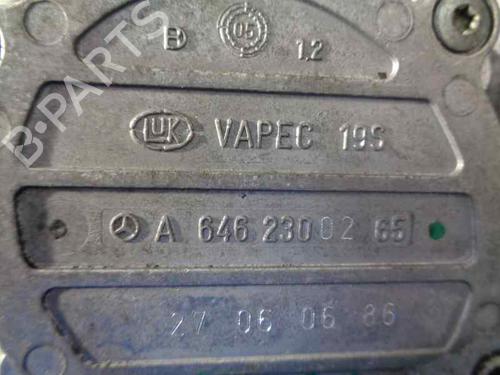 B 05 1.2
LUK VAPEC 19S
A 646 230 02 65
27 06 06 86
B-PARTS